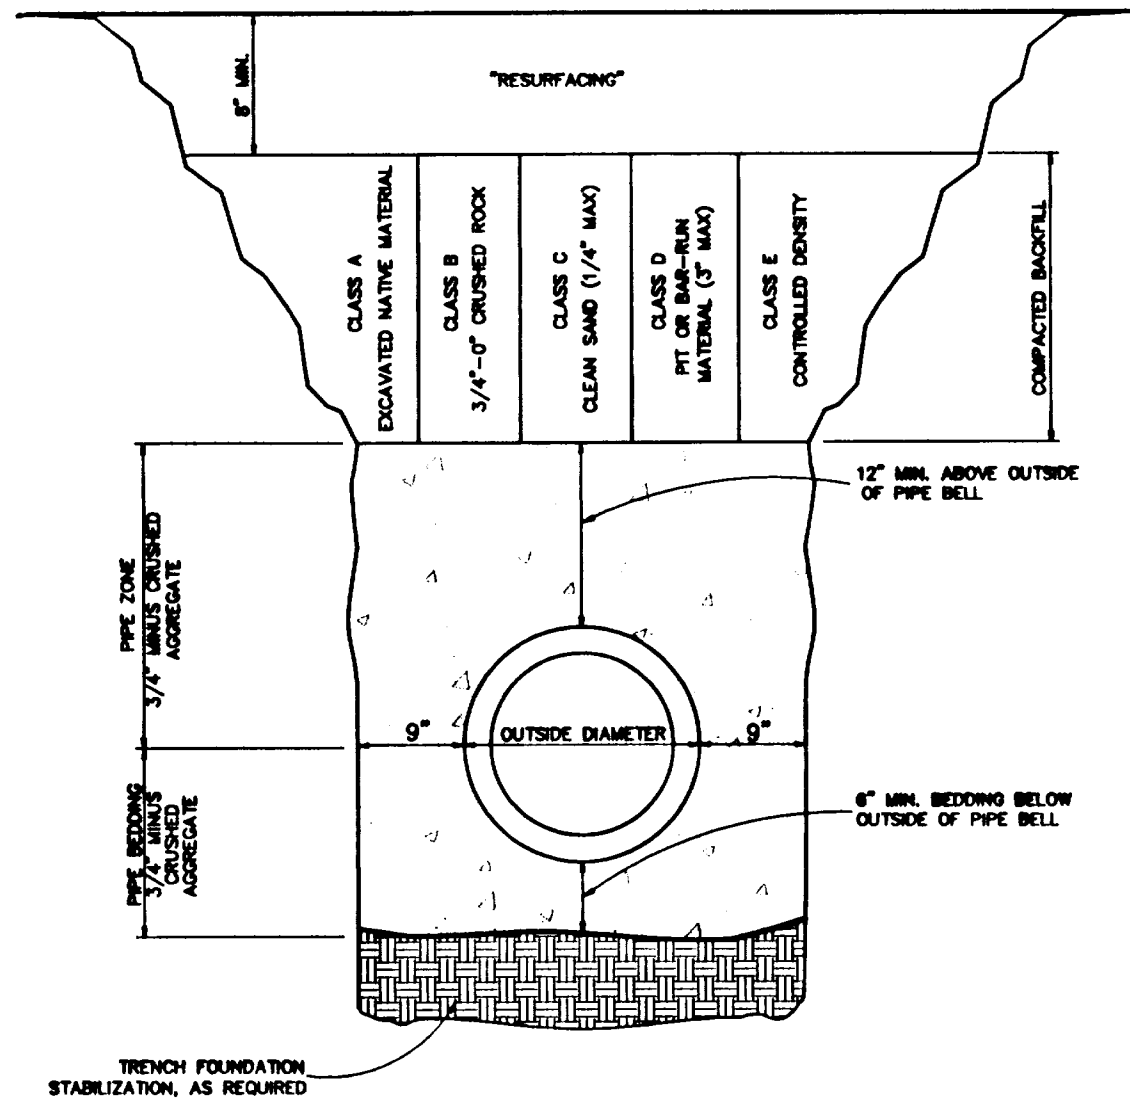 "RESURFACING"
8" MIN.
CLASS A
EXCAVATED NATIVE MATERIAL
CLASS B
3/4"-0" CRUSHED ROCK
CLASS C
CLEAN SAND (1/4" MAX)
CLASS D
PIT OR BAR-RUN
MATERIAL (3" MAX)
CLASS E
CONTROLLED DENSITY
COMPACTED BACKFILL
12" MIN. ABOVE OUTSIDE
OF PIPE BELL
PIPE ZONE
3/4" MINUS CRUSHED
AGGREGATE
9"
OUTSIDE DIAMETER
9"
PIPE BEDDING
3/4" MINUS
CRUSHED
AGGREGATE
6" MIN. BEDDING BELOW
OUTSIDE OF PIPE BELL
TRENCH FOUNDATION
STABILIZATION, AS REQUIRED